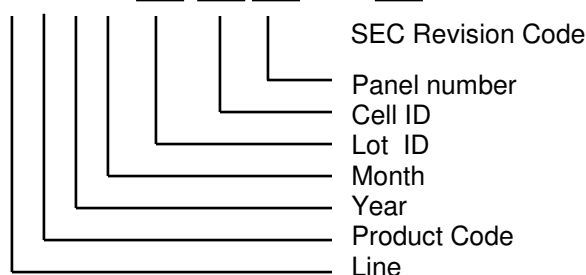 SEC Revision Code
Panel number
Cell ID
Lot ID
Month
Year
Product Code
Line